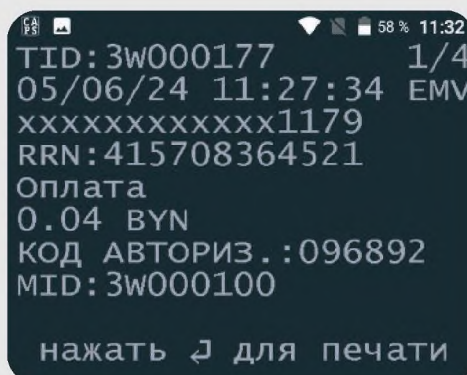 CAPS 58 % 11:32
TID:3W000177 1/4
05/06/24 11:27:34 EMV
xxxxxxxxxxxx1179
RRN:415708364521
Оплата
0.04 BYN
КОД АВТОРИЗ.:096892
MID:3W000100
нажать ↲ для печати